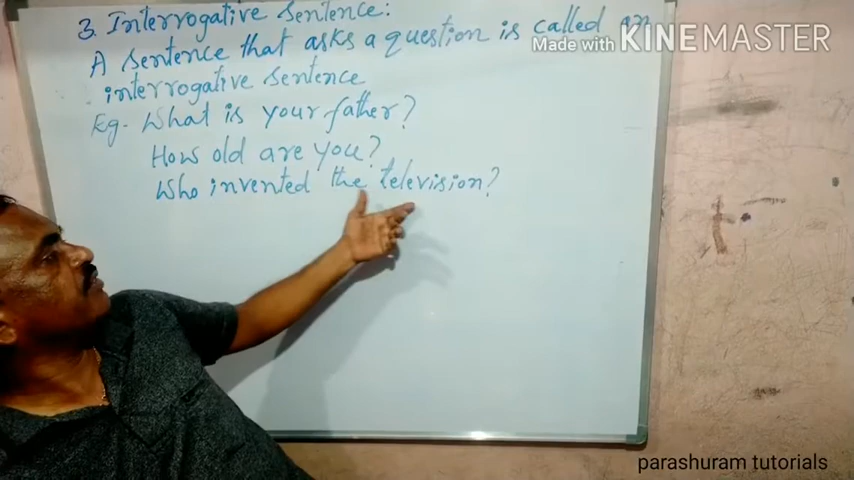 3. Interrogative Sentence:
A sentence that asks a question is called an
interrogative sentence
Eg- What is your father?
How old are you?
Who invented the television?
Made with KINEMASTER
parashuram tutorials